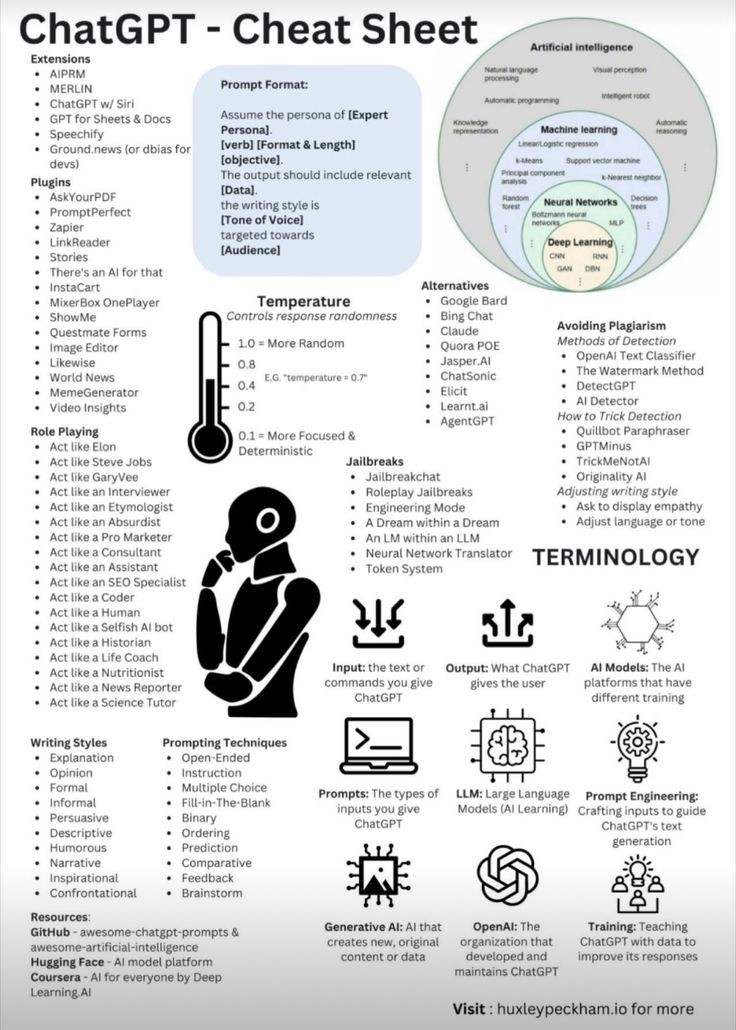 ChatGPT - Cheat Sheet
Extensions
• AIPRM
• MERLIN
• ChatGPT w/ Siri
• GPT for Sheets & Docs
• Speechify
• Ground.news (or dbias for
devs)
Plugins
• AskYourPDF
• PromptPerfect
• Zapier
• LinkReader
• Stories
• There's an AI for that
• InstaCart
• MixerBox OnePlayer
• ShowMe
• Questmate Forms
• Image Editor
• Likewise
• World News
• MemeGenerator
• Video Insights
Role Playing
• Act like Elon
• Act like Steve Jobs
• Act like GaryVee
• Act like an Interviewer
• Act like an Etymologist
• Act like an Absurdist
• Act like a Pro Marketer
• Act like a Consultant
• Act like an Assistant
• Act like an SEO Specialist
• Act like a Coder
• Act like a Human
• Act like a Selfish AI bot
• Act like a Historian
• Act like a Life Coach
• Act like a Nutritionist
• Act like a News Reporter
• Act like a Science Tutor
Prompt Format:
Assume the persona of [Expert
Persona].
[verb] [Format & Length]
[objective].
The output should include relevant
[Data].
the writing style is
[Tone of Voice]
targeted towards
[Audience]
Artificial intelligence
Natural language
processing
Visual perception
Automatic programming
Intelligent robot
Knowledge
representation
Automatic
reasoning
Machine learning
Linear/Logistic regression
k-Means
Support vector machine
Principal component
analysis
k-Nearest neighbor
Random
forest
Decision
trees
Neural Networks
Boltzmann neural
networks
MLP
Deep Learning
CNN
RNN
GAN
DBN
Temperature
Controls response randomness
1.0 = More Random
0.8
E.G. "temperature = 0.7"
0.4
0.2
0.1 = More Focused &
Deterministic
Alternatives
• Google Bard
• Bing Chat
• Claude
• Quora POE
• Jasper.AI
• ChatSonic
• Elicit
• Learnt.ai
• AgentGPT
Avoiding Plagiarism
Methods of Detection
• OpenAI Text Classifier
• The Watermark Method
• DetectGPT
• AI Detector
How to Trick Detection
• Quillbot Paraphraser
• GPTMinus
• TrickMeNotAI
• Originality AI
Adjusting writing style
• Ask to display empathy
• Adjust language or tone
Jailbreaks
• Jailbreakchat
• Roleplay Jailbreaks
• Engineering Mode
• A Dream within a Dream
• An LM within an LLM
• Neural Network Translator
• Token System
TERMINOLOGY
Input: the text or
commands you give
ChatGPT
Output: What ChatGPT
gives the user
AI Models: The AI
platforms that have
different training
Prompts: The types of
inputs you give
ChatGPT
LLM: Large Language
Models (AI Learning)
Prompt Engineering:
Crafting inputs to guide
ChatGPT's text
generation
Generative AI: AI that
creates new, original
content or data
OpenAI: The
organization that
developed and
maintains ChatGPT
Training: Teaching
ChatGPT with data to
improve its responses
Writing Styles
• Explanation
• Opinion
• Formal
• Informal
• Persuasive
• Descriptive
• Humorous
• Narrative
• Inspirational
• Confrontational
Prompting Techniques
• Open-Ended
• Instruction
• Multiple Choice
• Fill-in-The-Blank
• Binary
• Ordering
• Prediction
• Comparative
• Feedback
• Brainstorm
Resources:
GitHub - awesome-chatgpt-prompts &
awesome-artificial-intelligence
Hugging Face - AI model platform
Coursera - AI for everyone by Deep
Learning.AI
Visit : huxleypeckham.io for more